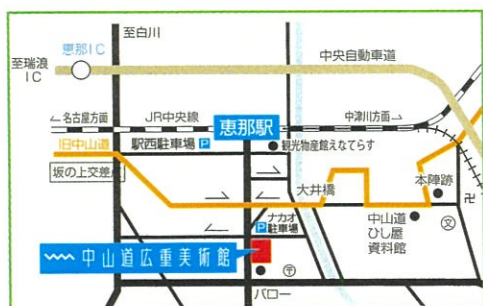 至白川
恵那IC
至瑞浪
IC
中央自動車道
名古屋方面
JR中央線
恵那駅
中津川方面
旧中山道
駅西駐車場 P
観光物産館えなてらす
坂の上交差点
大井橋
本陣跡
卍
ナカオ
P 駐車場
中山道
ひし屋
資料館
文
中山道広重美術館
〒
バロー